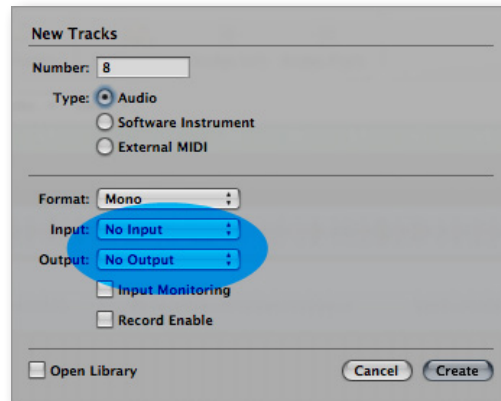 New Tracks
Number: 8
Type: Audio
Software Instrument
External MIDI
Format: Mono
Input: No Input
Output: No Output
Input Monitoring
Record Enable
Open Library Cancel Create